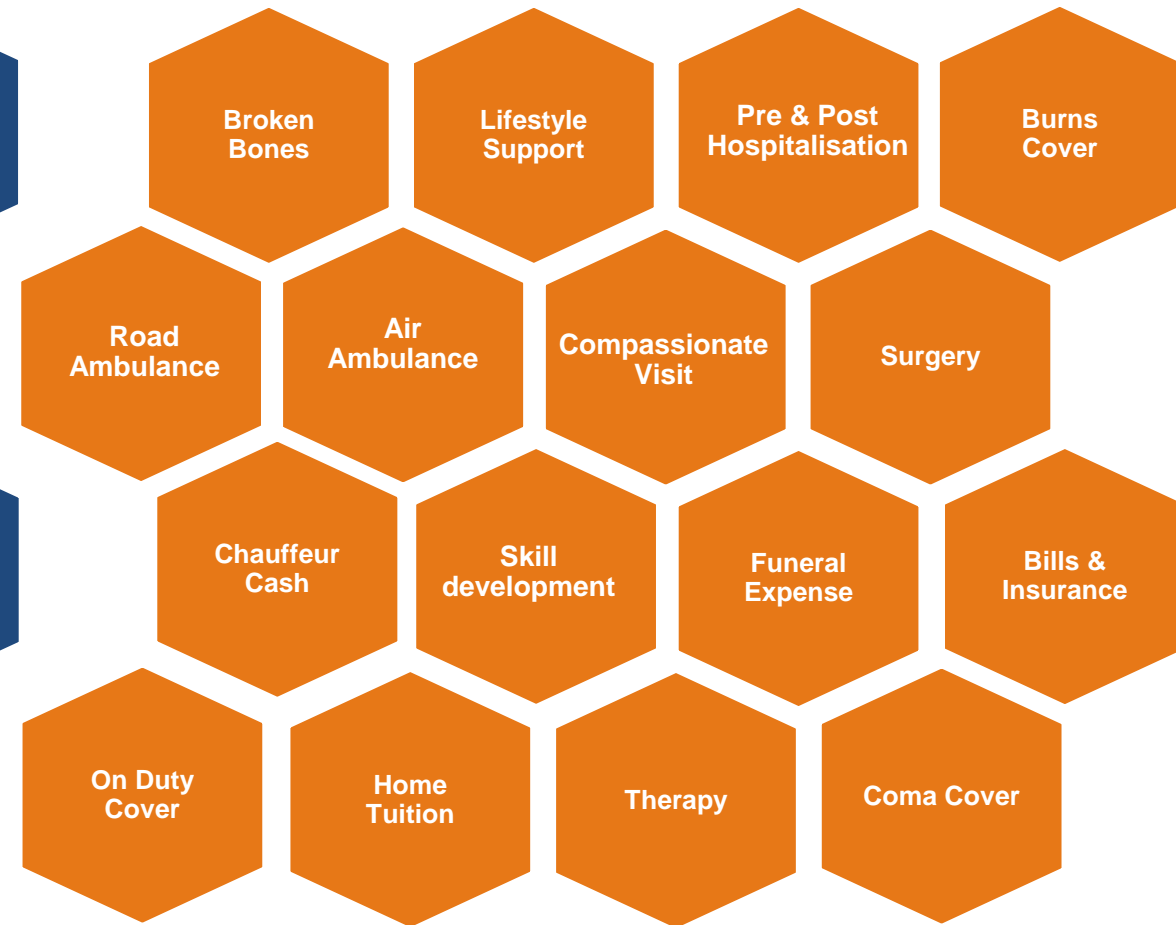 Broken
Bones
Lifestyle
Support
Pre & Post
Hospitalisation
Burns
Cover
Road
Ambulance
Air
Ambulance
Compassionate
Visit
Surgery
Chauffeur
Cash
Skill
development
Funeral
Expense
Bills &
Insurance
On Duty
Cover
Home
Tuition
Therapy
Coma Cover